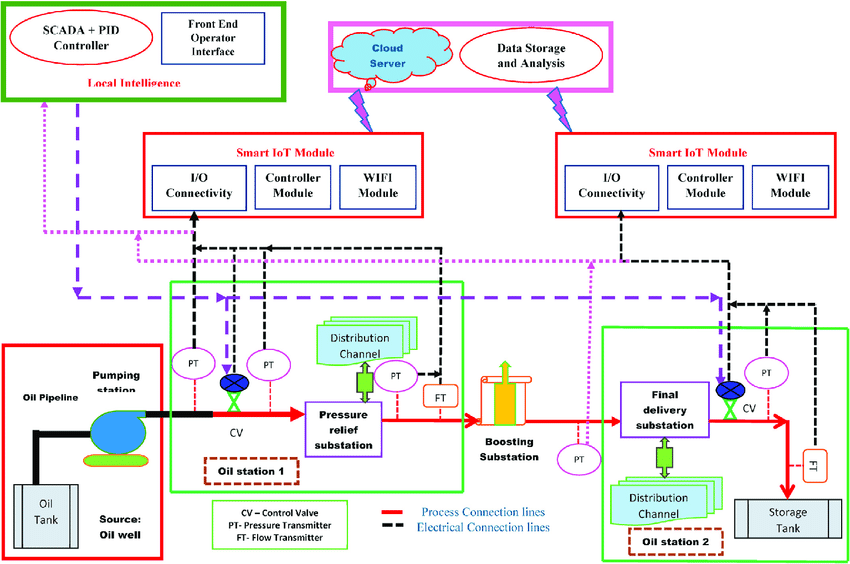 SCADA + PID
Controller
Front End
Operator
Interface
Local Intelligence
Cloud
Server
Data Storage
and Analysis
Smart IoT Module
I/O
Connectivity
Controller
Module
WIFI
Module
Smart IoT Module
I/O
Connectivity
Controller
Module
WIFI
Module
Pumping
station
Oil Pipeline
Oil
Tank
Source:
Oil well
PT
PT
CV
Distribution
Channel
PT
FT
Pressure
relief
substation
Oil station 1
Boosting
Substation
PT
Final
delivery
substation
CV
PT
FT
Distribution
Channel
Storage
Tank
Oil station 2
CV – Control Valve
PT- Pressure Transmitter
FT- Flow Transmitter
Process Connection lines
Electrical Connection lines